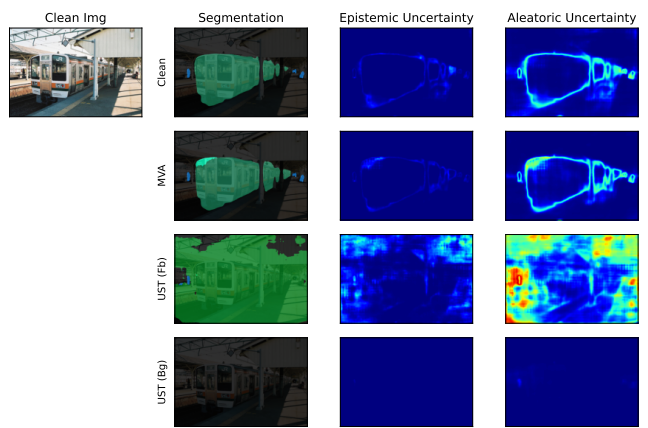 Clean Img
Segmentation
Epistemic Uncertainty
Aleatoric Uncertainty
Clean
MVA
UST (Fb)
UST (Bg)